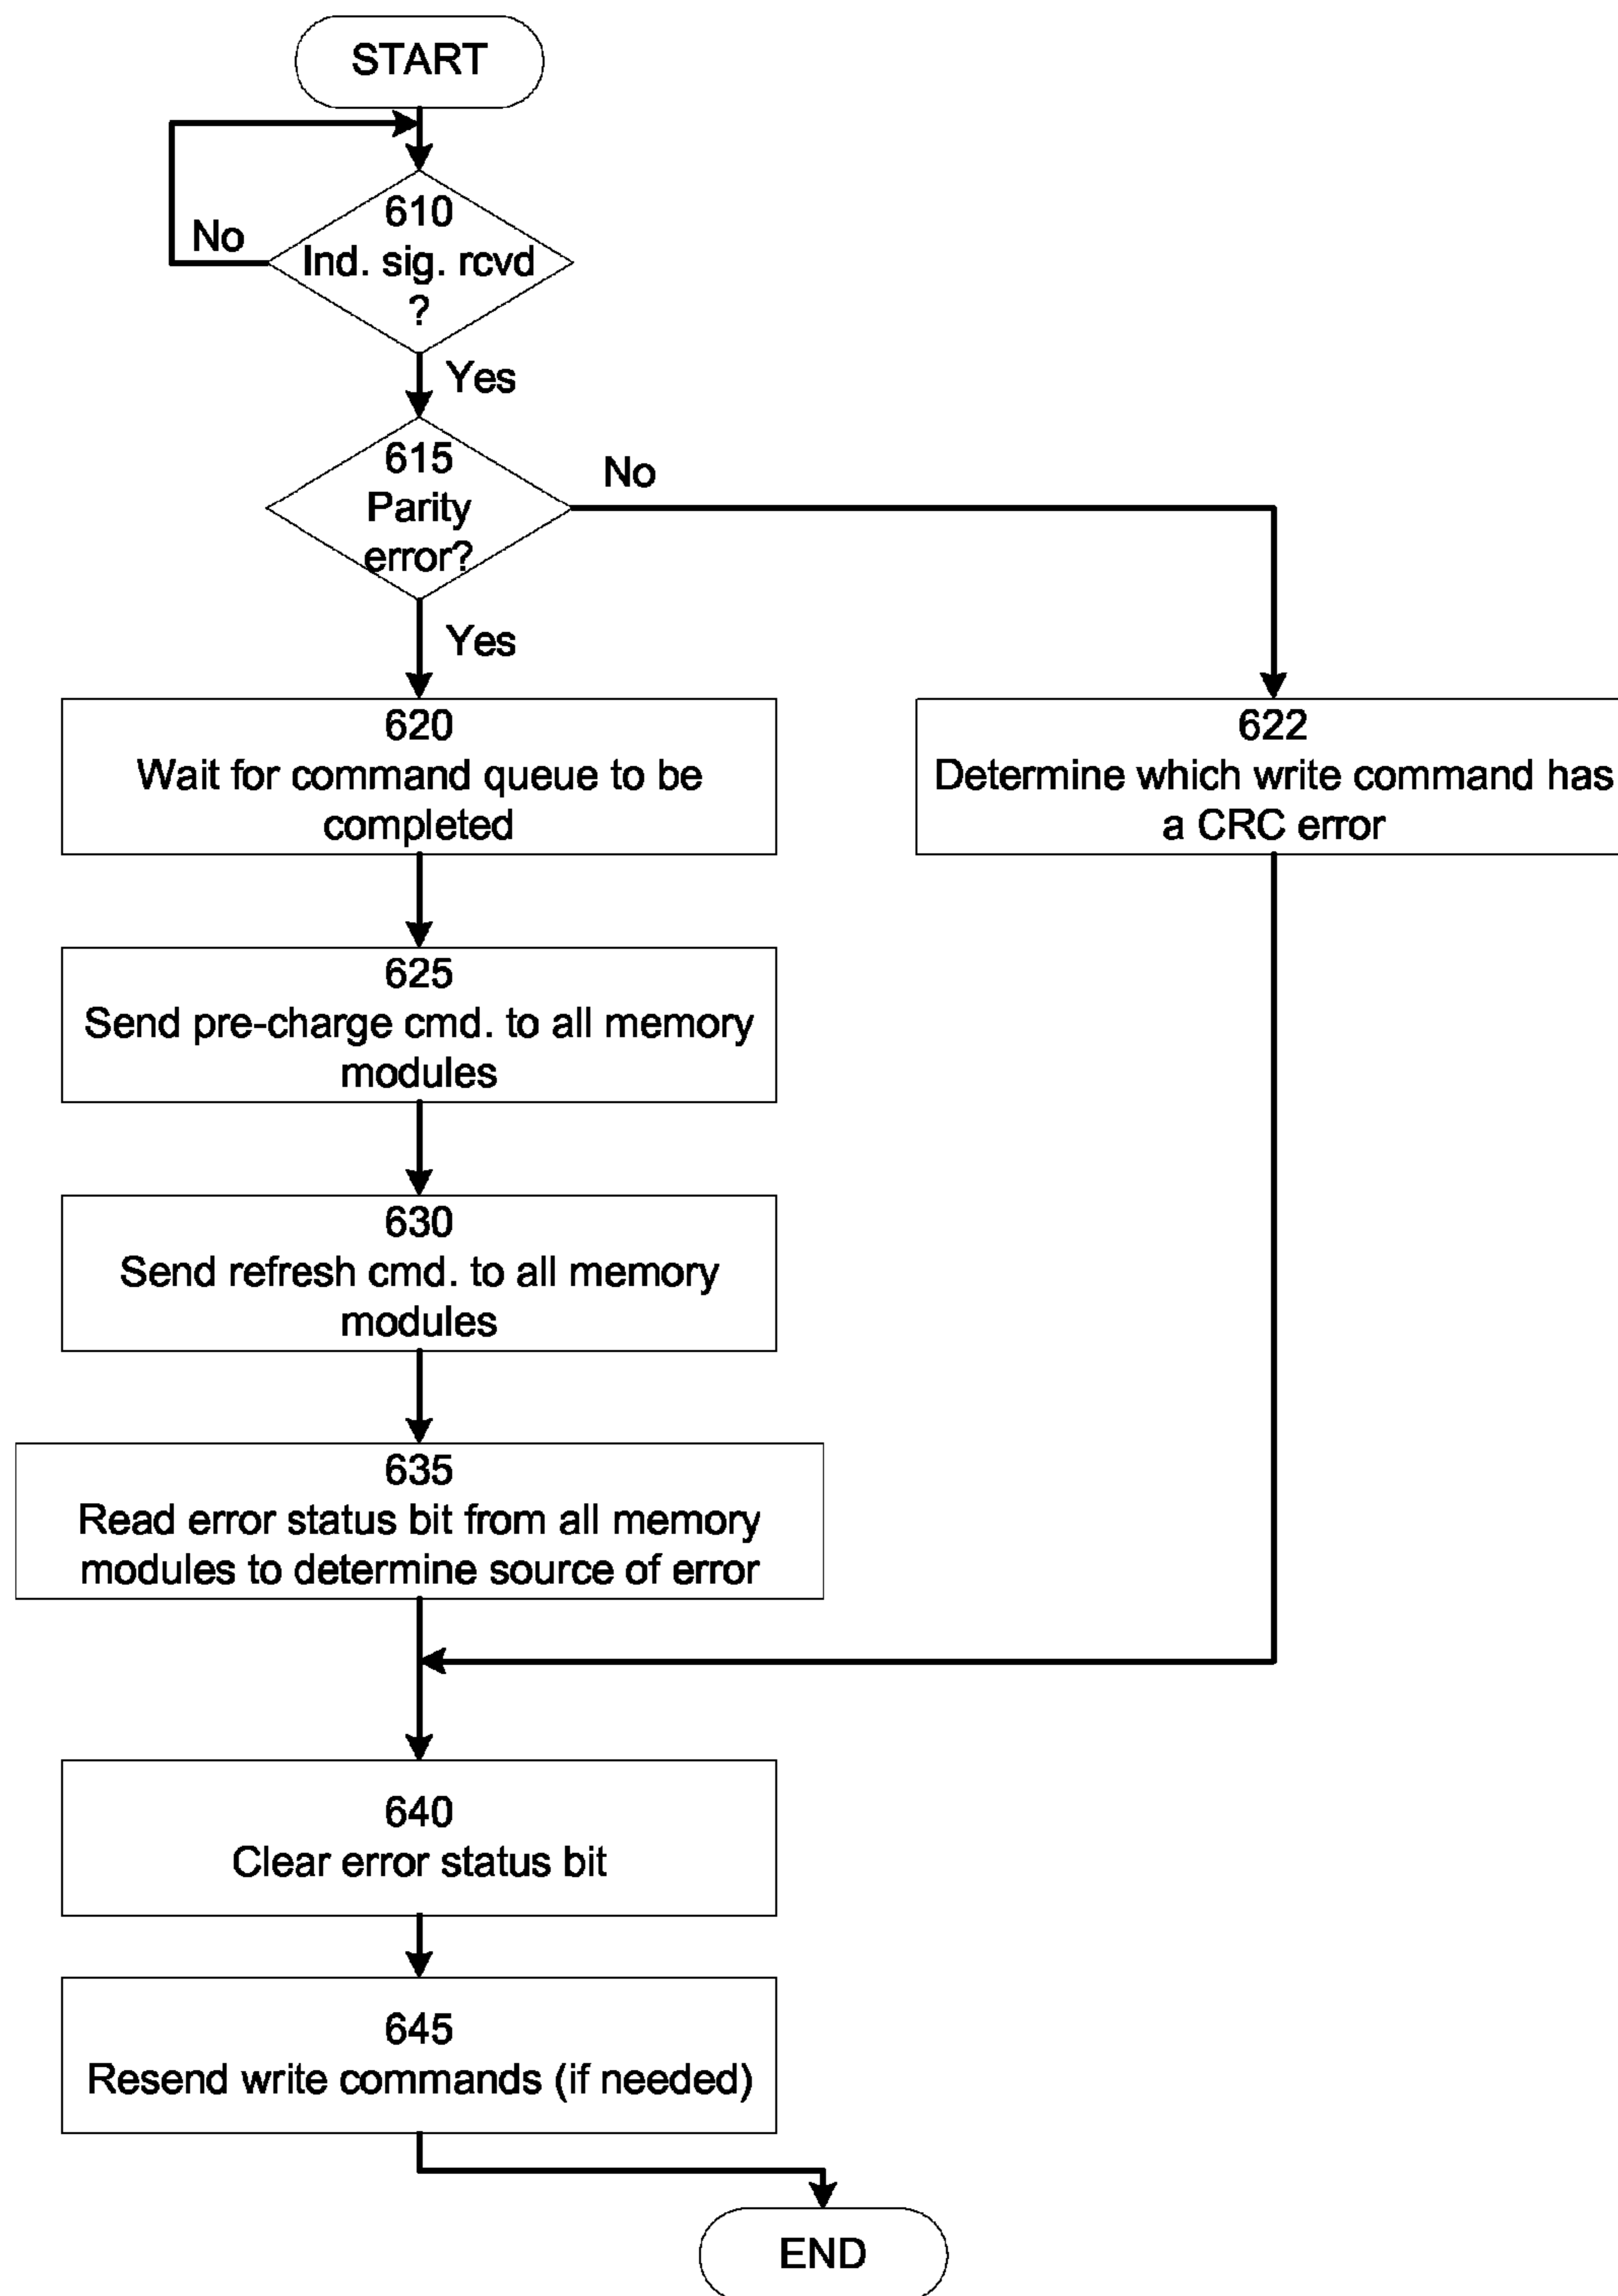 START
610
Ind. sig. rcvd
?
No
Yes
615
Parity
error?
No
Yes
620
Wait for command queue to be
completed
622
Determine which write command has
a CRC error
625
Send pre-charge cmd. to all memory
modules
630
Send refresh cmd. to all memory
modules
635
Read error status bit from all memory
modules to determine source of error
640
Clear error status bit
645
Resend write commands (if needed)
END